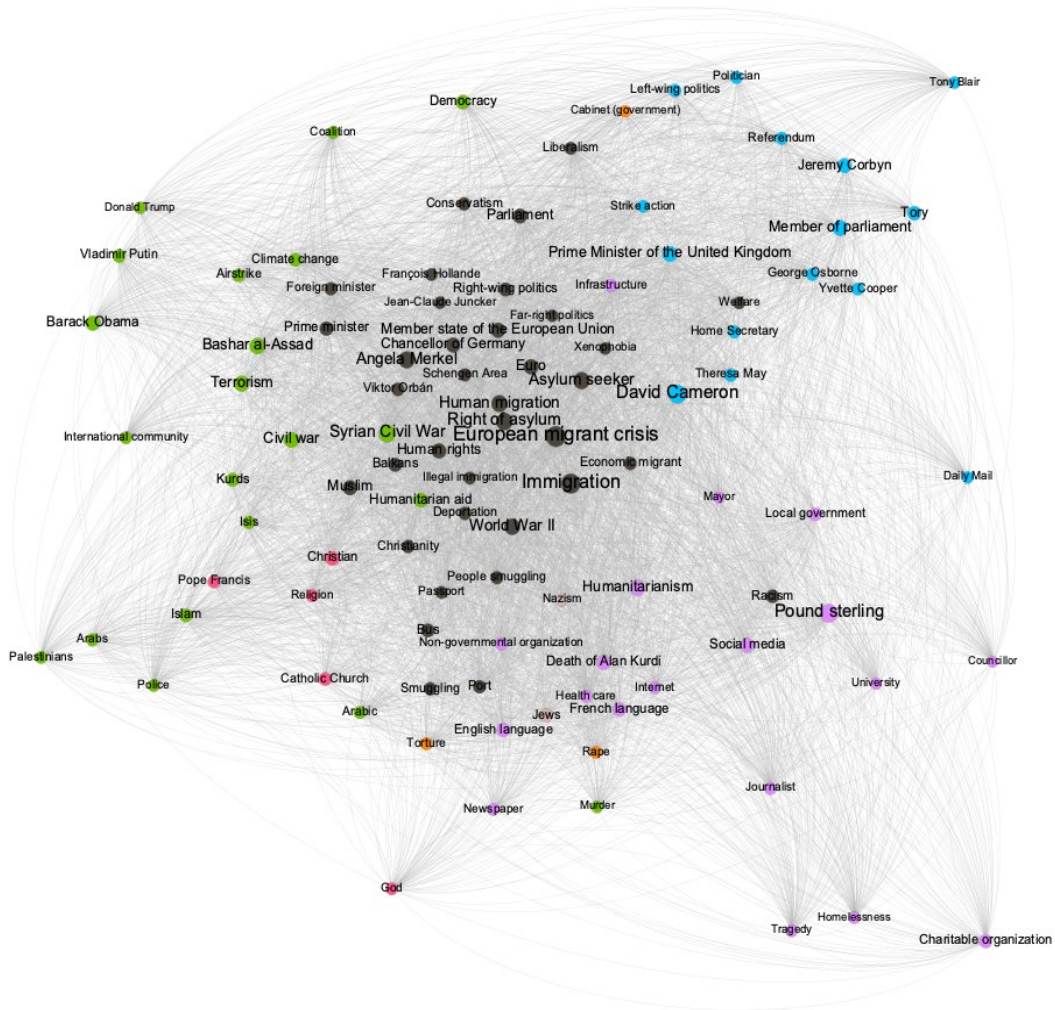 Politician
Tony Blair
Left-wing politics
Democracy
Cabinet (government)
Coalition
Referendum
Liberalism
Jeremy Corbyn
Conservatism
Donald Trump
Strike action
Parliament
Tory
Member of parliament
Vladimir Putin
Prime Minister of the United Kingdom
Climate change
Airstrike
François Hollande
George Osborne
Foreign minister
Right-wing politics
Infrastructure
Yvette Cooper
Jean-Claude Juncker
Welfare
Far-right politics
Barack Obama
Prime minister
Member state of the European Union
Home Secretary
Bashar al-Assad
Chancellor of Germany
Xenophobia
Angela Merkel
Euro
Schengen Area
Theresa May
Terrorism
Asylum seeker
Viktor Orbán
David Cameron
Human migration
Right of asylum
International community
Civil war
Syrian Civil War
European migrant crisis
Human rights
Balkans
Economic migrant
Kurds
Illegal immigration
Immigration
Daily Mail
Muslim
Humanitarian aid
Mayor
Deportation
Local government
Isis
World War II
Christian
Christianity
Pope Francis
People smuggling
Humanitarianism
Religion
Passport
Nazism
Racism
Islam
Pound sterling
Bus
Arabs
Non-governmental organization
Social media
Palestinians
Death of Alan Kurdi
Councillor
Police
Catholic Church
Smuggling
Port
Internet
University
Health care
Arabic
French language
Jews
English language
Torture
Rape
Journalist
Newspaper
Murder
God
Homelessness
Tragedy
Charitable organization